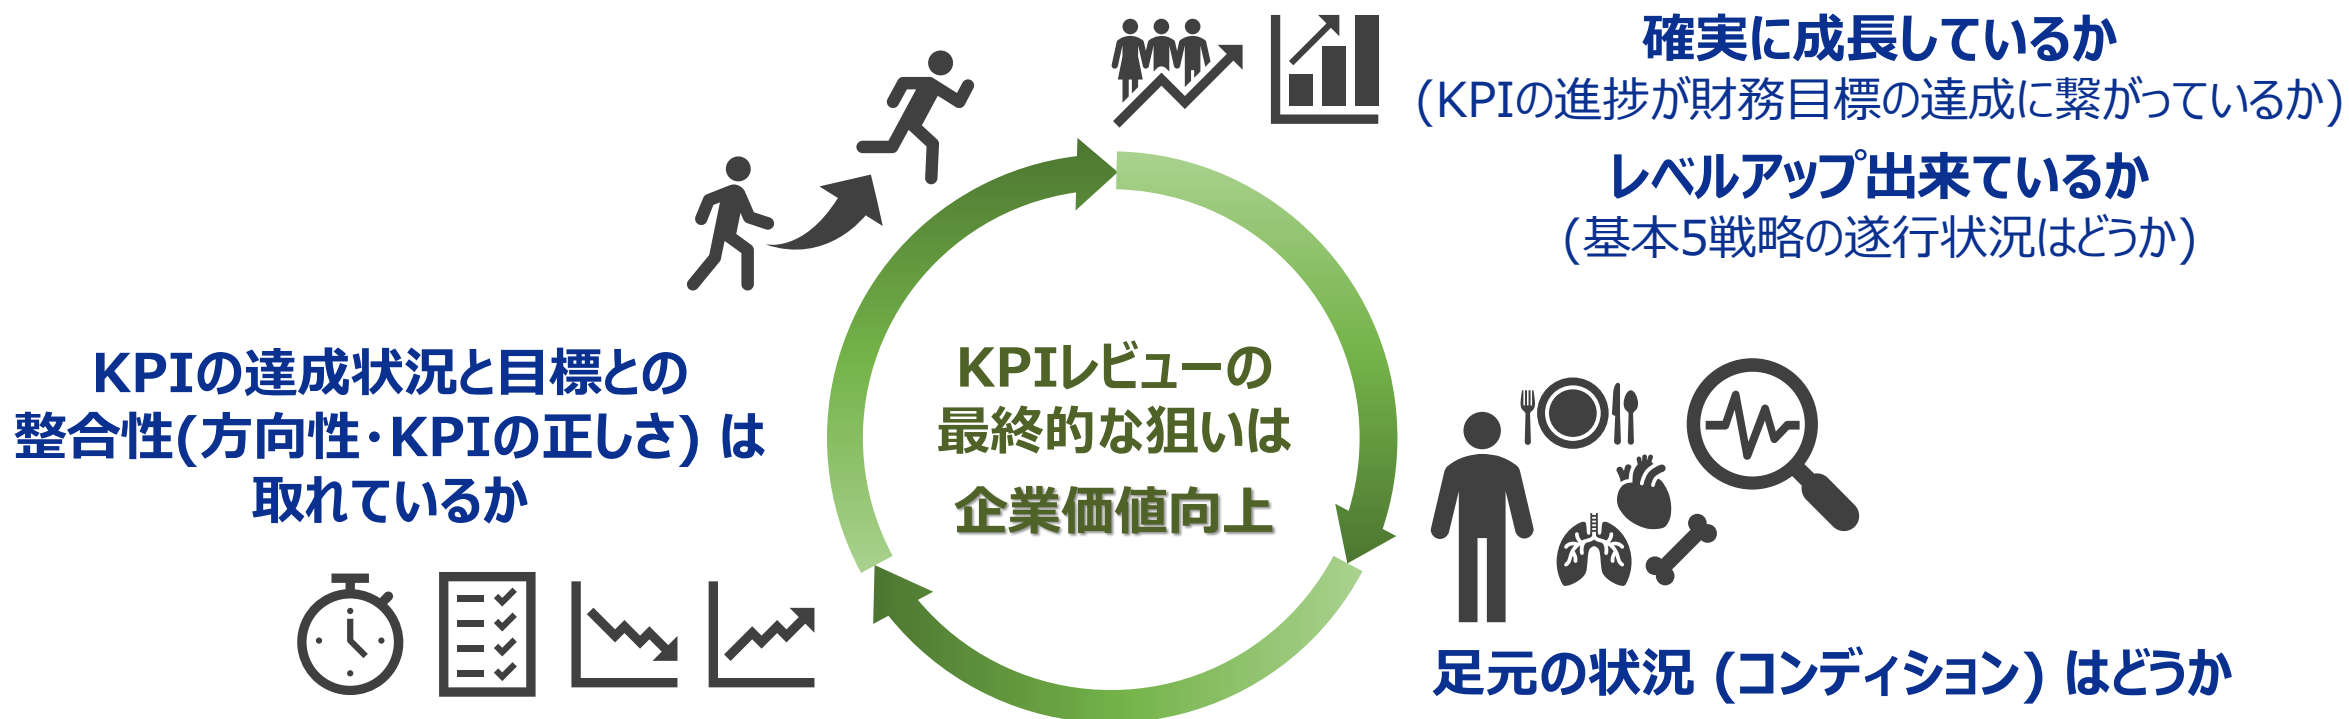 確実に成長しているか
(KPIの進捗が財務目標の達成に繋がっているか)
レベルアップ出来ているか
(基本5戦略の遂行状況はどうか)
KPIレビューの
最終的な狙いは
企業価値向上
KPIの達成状況と目標との
整合性(方向性・KPIの正しさ) は
取れているか
足元の状況 (コンディション) はどうか